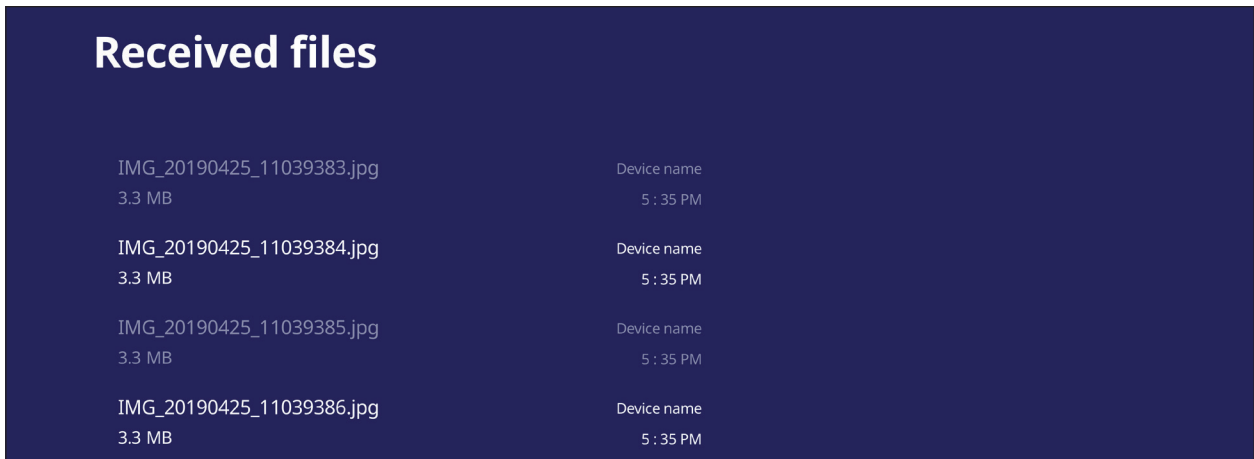 Received files
IMG_20190425_11039383.jpg Device name
3.3 MB 5 : 35 PM
IMG_20190425_11039384.jpg Device name
3.3 MB 5 : 35 PM
IMG_20190425_11039385.jpg Device name
3.3 MB 5 : 35 PM
IMG_20190425_11039386.jpg Device name
3.3 MB 5 : 35 PM